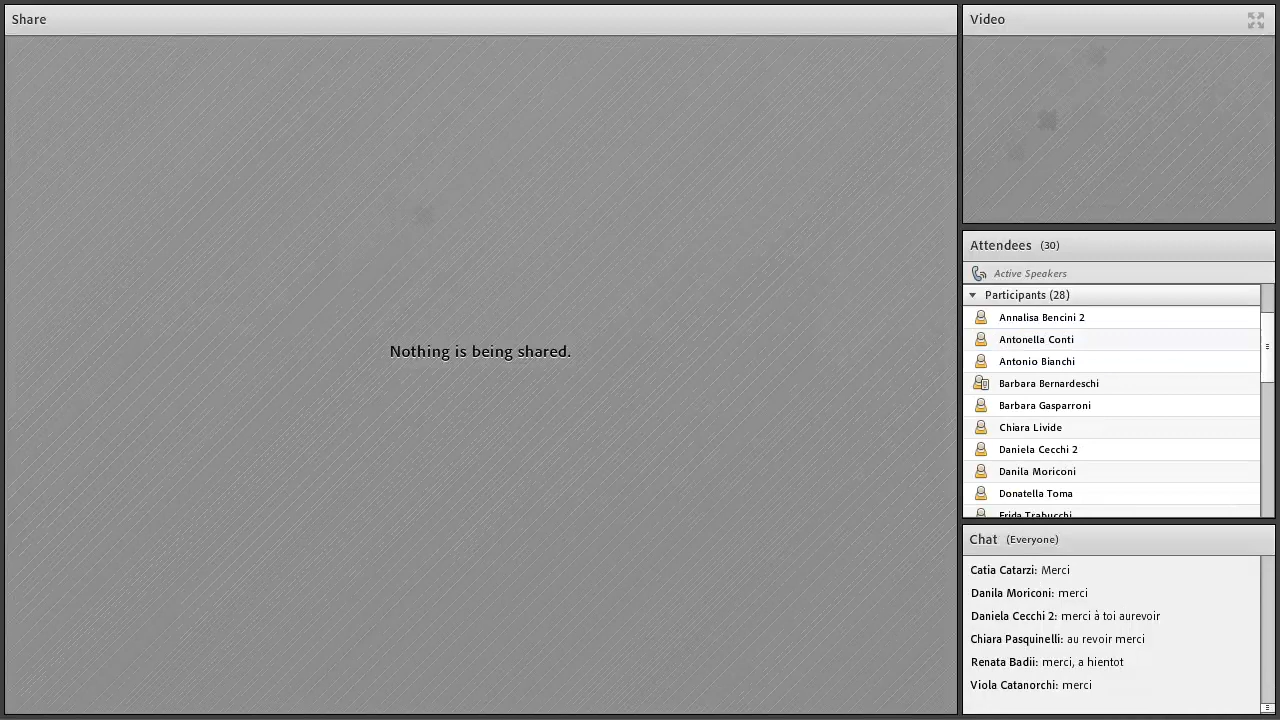 Share
Nothing is being shared.
Video
Attendees (30)
Active Speakers
Participants (28)
Annalisa Bencini 2
Antonella Conti
Antonio Bianchi
Barbara Bernardeschi
Barbara Gasparroni
Chiara Livide
Daniela Cecchi 2
Danila Moriconi
Donatella Toma
Frida Trabucchi
Chat (Everyone)
Catia Catarzi: Merci
Danila Moriconi: merci
Daniela Cecchi 2: merci à toi aurevoir
Chiara Pasquinelli: au revoir merci
Renata Badii: merci, a hientot
Viola Catanorchi: merci